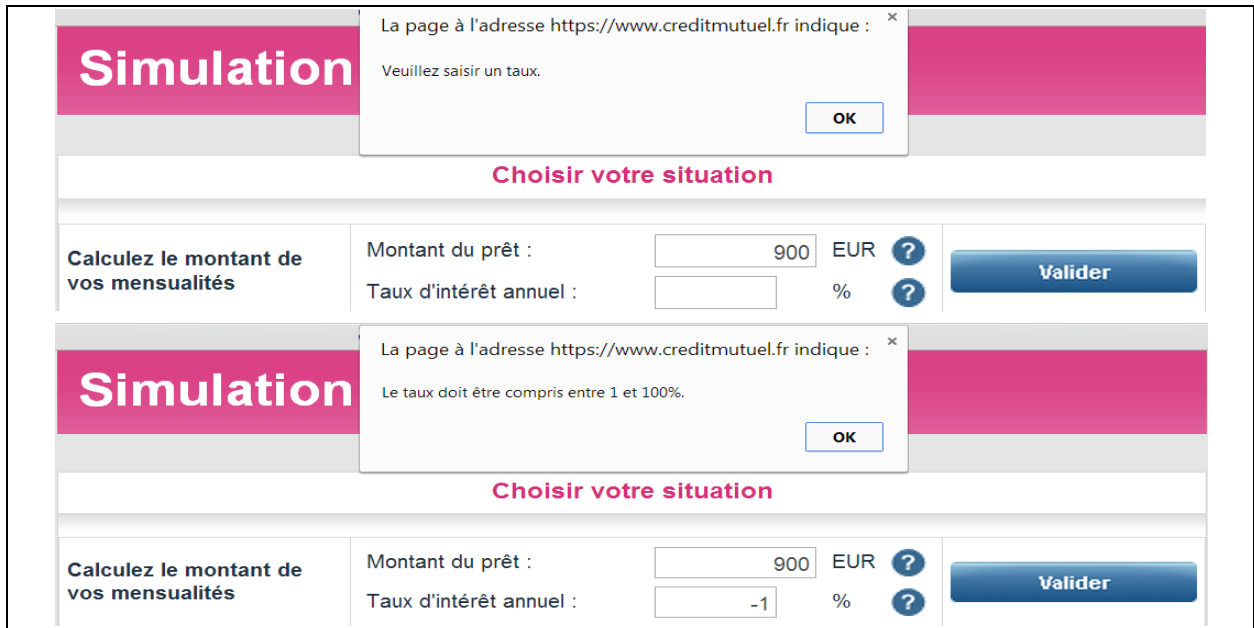 La page à l'adresse https://www.creditmutuel.fr indique : ×
Simulation
Veuillez saisir un taux.
OK
Choisir votre situation
Calculez le montant de
vos mensualités
Montant du prêt : 900 EUR ?
Taux d'intérêt annuel : % ?
Valider
La page à l'adresse https://www.creditmutuel.fr indique : ×
Simulation
Le taux doit être compris entre 1 et 100%.
OK
Choisir votre situation
Calculez le montant de
vos mensualités
Montant du prêt : 900 EUR ?
Taux d'intérêt annuel : -1 % ?
Valider